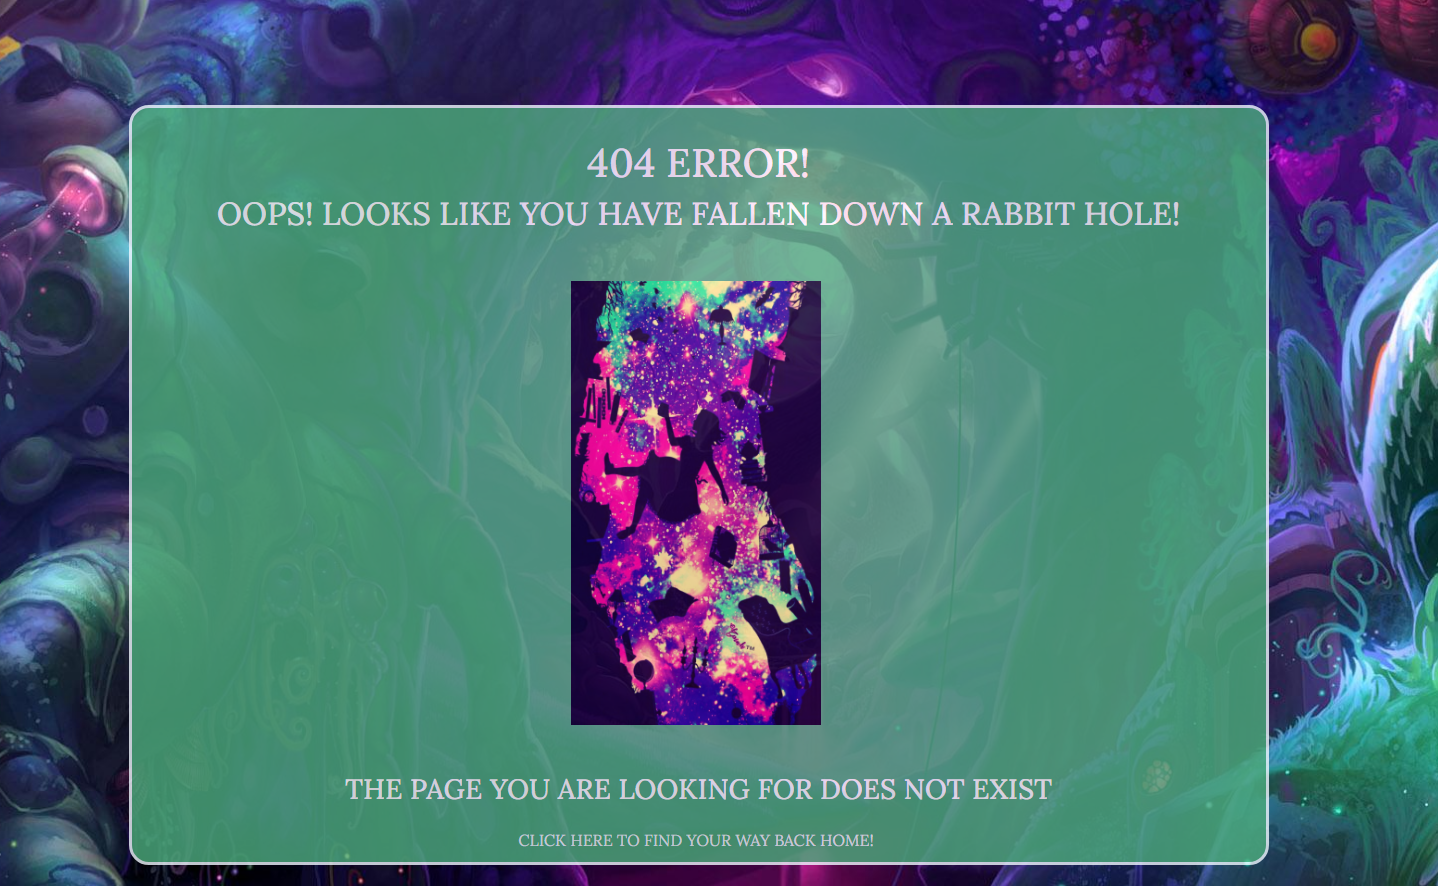 404 ERROR!
OOPS! LOOKS LIKE YOU HAVE FALLEN DOWN A RABBIT HOLE!
THE PAGE YOU ARE LOOKING FOR DOES NOT EXIST
CLICK HERE TO FIND YOUR WAY BACK HOME!